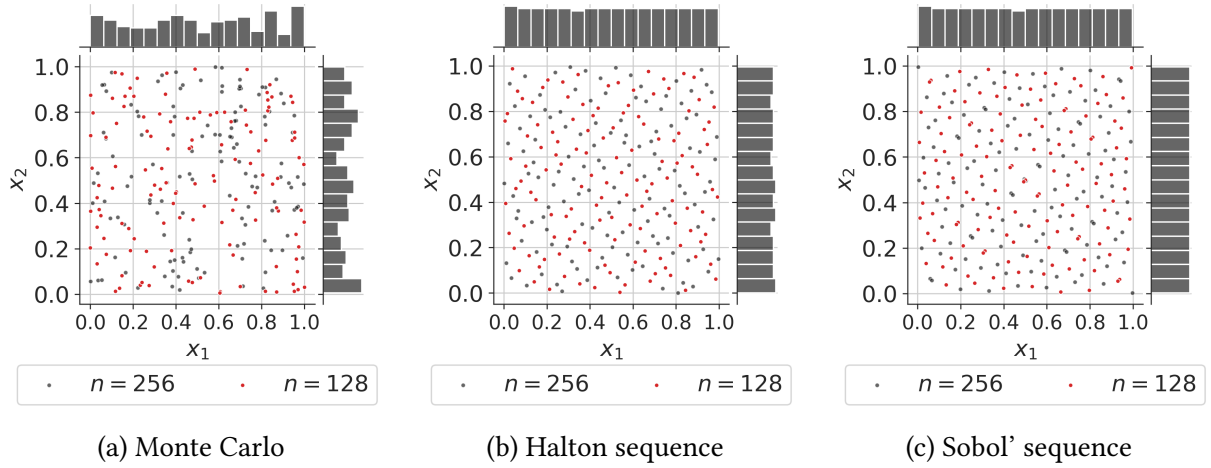 1.0
0.8
0.6
0.4
0.2
0.0
x2
0.0 0.2 0.4 0.6 0.8 1.0
x1
n = 256 n = 128
(a) Monte Carlo
1.0
0.8
0.6
0.4
0.2
0.0
x2
0.0 0.2 0.4 0.6 0.8 1.0
x1
n = 256 n = 128
(b) Halton sequence
1.0
0.8
0.6
0.4
0.2
0.0
x2
0.0 0.2 0.4 0.6 0.8 1.0
x1
n = 256 n = 128
(c) Sobol’ sequence